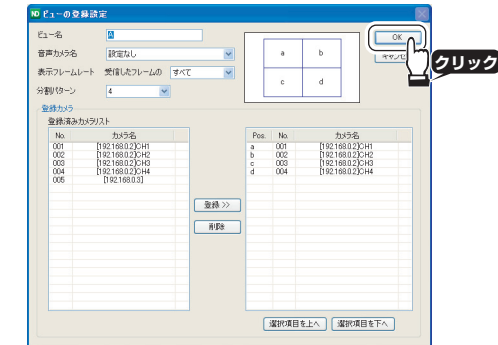 ND ビューの登録設定
ビュー名 A
音声カメラ名 設定なし
表示フレームレート 受信したフレームの すべて
分割パターン 4
a b
c d
OK
キャンセル
クリック
登録カメラ
登録済みカメラリスト
No. カメラ名
001 [192.168.0.2]CH1
002 [192.168.0.2]CH2
003 [192.168.0.2]CH3
004 [192.168.0.2]CH4
005 [192.168.0.3]
登録 >>
削除
Pos. No. カメラ名
a 001 [192.168.0.2]CH1
b 002 [192.168.0.2]CH2
c 003 [192.168.0.2]CH3
d 004 [192.168.0.2]CH4
選択項目を上へ 選択項目を下へ